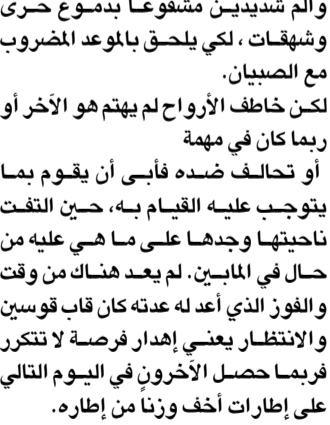 وألم شديدين مشفوعا بدموع حرى
وشهقات ، لكي يلحق بالموعد المضروب
مع الصبيان.
لكن خاطف الأرواح لم يهتم هو الآخر أو
ربما كان في مهمة
أو تحالف ضده فأبى أن يقوم بما
يتوجب عليه القيام به، حين التفت
ناحيتها وجدها على ما هي عليه من
حال في المابين. لم يعد هناك من وقت
والفوز الذي أعد له عدته كان قاب قوسين
والانتظار يعني إهدار فرصة لا تتكرر
فربما حصل الآخرون في اليوم التالي
على إطارات أخف وزنا من إطاره.